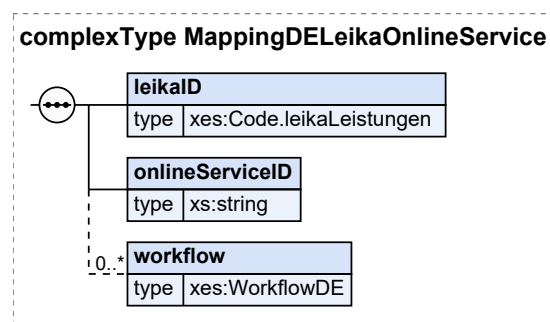 complexType MappingDELeikaOnlineService
leikaID
type xes:Code.leikaLeistungen
onlineServiceID
type xs:string
0..*
workflow
type xes:WorkflowDE